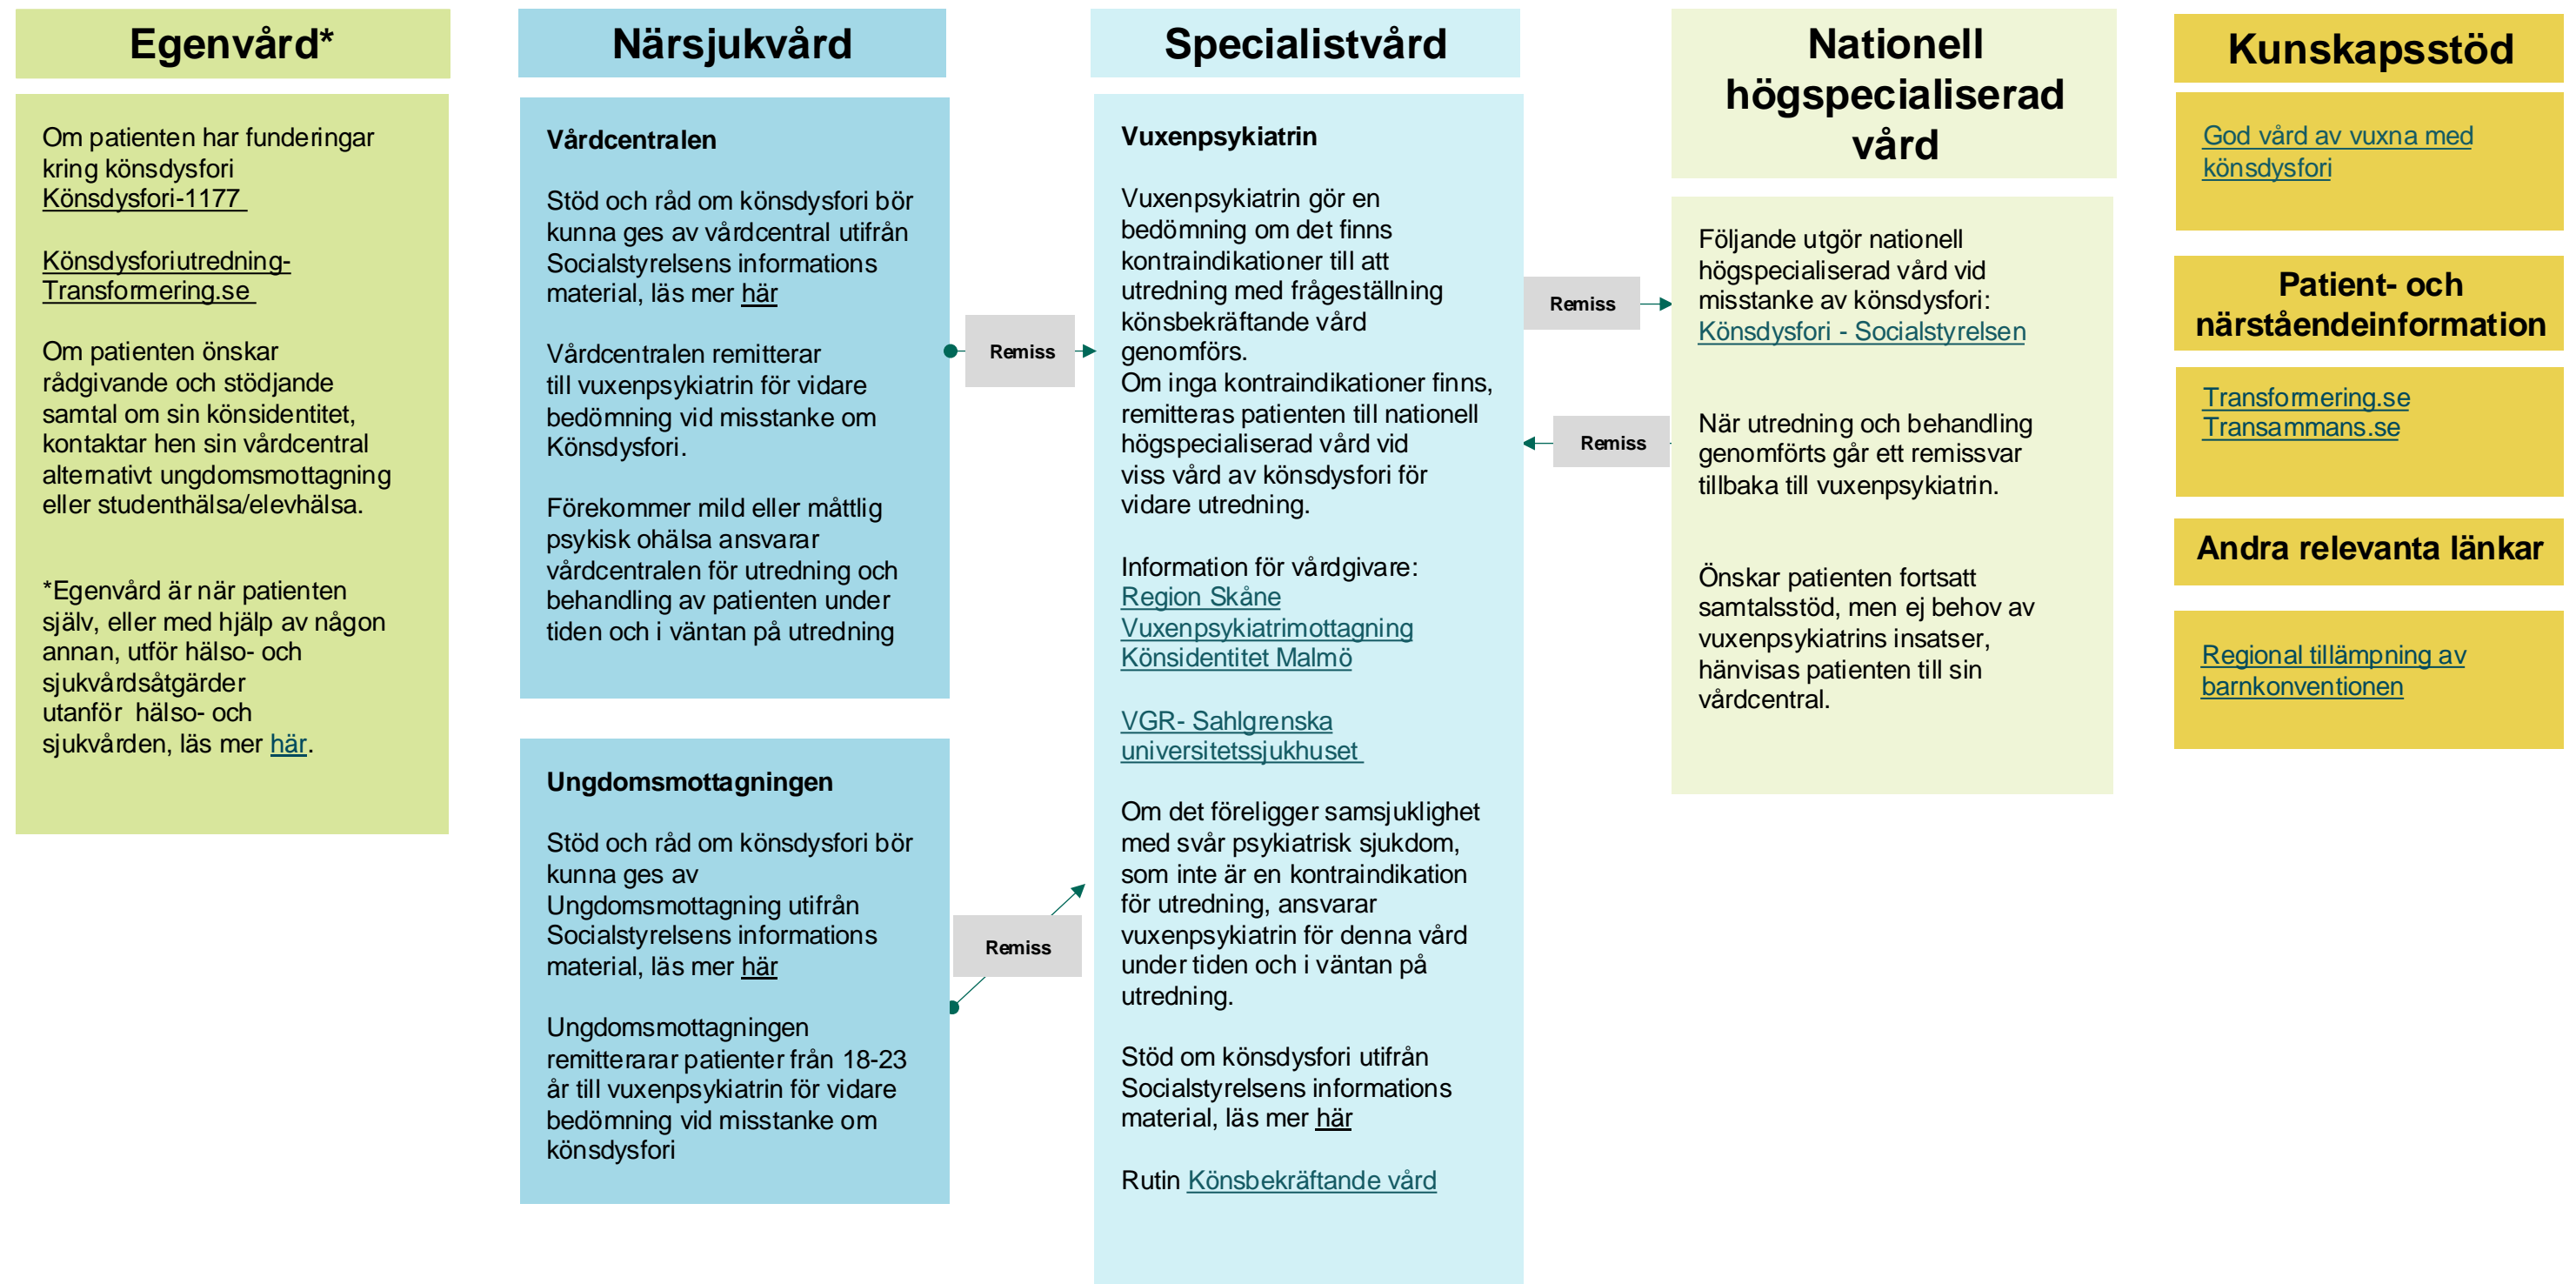 Egenvård*
Om patienten har funderingar
kring könsdysfori
Könsdysfori-1177
Könsdysforiutredning-
Transformering.se
Om patienten önskar
rådgivande och stödjande
samtal om sin könsidentitet,
kontaktar hen sin vårdcentral
alternativt ungdomsmottagning
eller studenthälsa/elevhälsa.
*Egenvård är när patienten
själv, eller med hjälp av någon
annan, utför hälso- och
sjukvårdsåtgärder
utanför hälso- och
sjukvården, läs mer här.
Närsjukvård
Vårdcentralen
Stöd och råd om könsdysfori bör
kunna ges av vårdcentral utifrån
Socialstyrelsens informations
material, läs mer här
Vårdcentralen remitterar
till vuxenpsykiatrin för vidare
bedömning vid misstanke om
Könsdysfori.
Förekommer mild eller måttlig
psykisk ohälsa ansvarar
vårdcentralen för utredning och
behandling av patienten under
tiden och i väntan på utredning
Ungdomsmottagningen
Stöd och råd om könsdysfori bör
kunna ges av
Ungdomsmottagning utifrån
Socialstyrelsens informations
material, läs mer här
Ungdomsmottagningen
remitterarar patienter från 18-23
år till vuxenpsykiatrin för vidare
bedömning vid misstanke om
könsdysfori
Remiss
Remiss
Specialistvård
Vuxenpsykiatrin
Vuxenpsykiatrin gör en
bedömning om det finns
kontraindikationer till att
utredning med frågeställning
könsbekräftande vård
genomförs.
Om inga kontraindikationer finns,
remitteras patienten till nationell
högspecialiserad vård vid
viss vård av könsdysfori för
vidare utredning.
Information för vårdgivare:
Region Skåne
Vuxenpsykiatrimottagning
Könsidentitet Malmö
VGR- Sahlgrenska
universitetssjukhuset
Om det föreligger samsjuklighet
med svår psykiatrisk sjukdom,
som inte är en kontraindikation
för utredning, ansvarar
vuxenpsykiatrin för denna vård
under tiden och i väntan på
utredning.
Stöd om könsdysfori utifrån
Socialstyrelsens informations
material, läs mer här
Rutin Könsbekräftande vård
Remiss
Remiss
Nationell
högspecialiserad
vård
Följande utgör nationell
högspecialiserad vård vid
misstanke av könsdysfori:
Könsdysfori - Socialstyrelsen
När utredning och behandling
genomförts går ett remissvar
tillbaka till vuxenpsykiatrin.
Önskar patienten fortsatt
samtalsstöd, men ej behov av
vuxenpsykiatrins insatser,
hänvisas patienten till sin
vårdcentral.
Kunskapsstöd
God vård av vuxna med
könsdysfori
Patient- och
närståendeinformation
Transformering.se
Transammans.se
Andra relevanta länkar
Regional tillämpning av
barnkonventionen